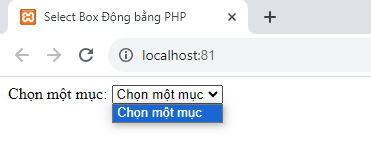 Select Box Động bằng PHP
localhost:81
Chọn một mục: Chọn một mục
Chọn một mục